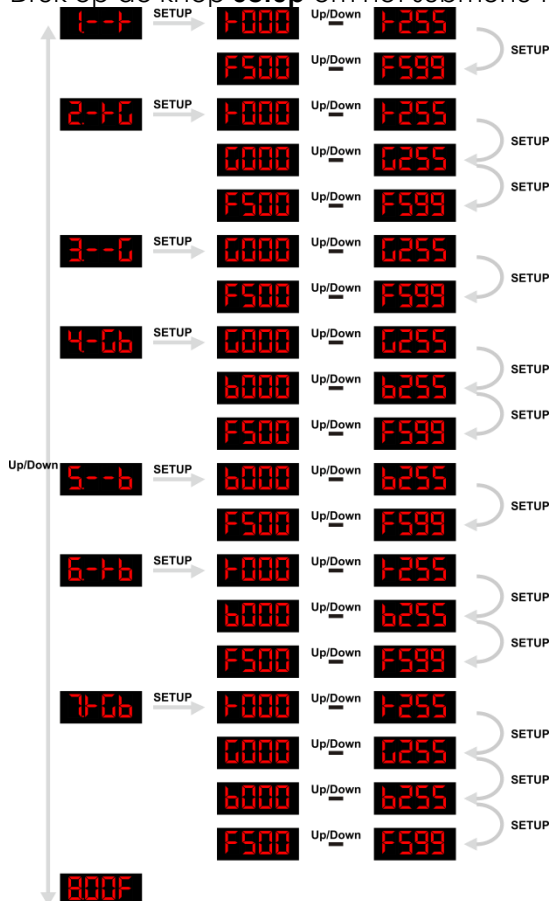 Druk op de knop Setup om het submenu
1--r SETUP r000 Up/Down r255
F500 Up/Down F599 SETUP
2.-rG SETUP r000 Up/Down r255
G000 Up/Down G255 SETUP
F500 Up/Down F599 SETUP
3.--G SETUP G000 Up/Down G255
F500 Up/Down F599 SETUP
4-Gb SETUP G000 Up/Down G255
b000 Up/Down b255 SETUP
F500 Up/Down F599 SETUP
Up/Down 5.--b SETUP b000 Up/Down b255
F500 Up/Down F599 SETUP
6.-rb SETUP r000 Up/Down r255
b000 Up/Down b255 SETUP
F500 Up/Down F599 SETUP
7.rGb SETUP r000 Up/Down r255
G000 Up/Down G255 SETUP
b000 Up/Down b255 SETUP
F500 Up/Down F599 SETUP
800F